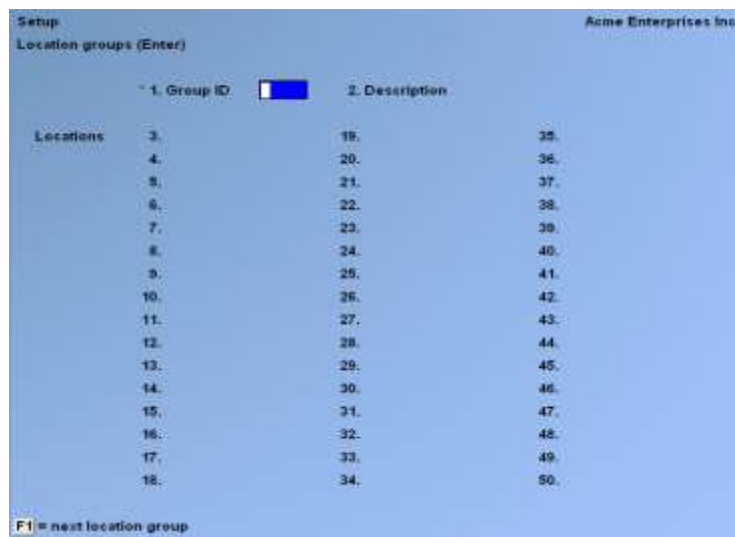 Setup Acme Enterprises Inc
Location groups (Enter)
* 1. Group ID 2. Description
Locations 3. 19. 35.
4. 20. 36.
5. 21. 37.
6. 22. 38.
7. 23. 39.
8. 24. 40.
9. 25. 41.
10. 26. 42.
11. 27. 43.
12. 28. 44.
13. 29. 45.
14. 30. 46.
15. 31. 47.
16. 32. 48.
17. 33. 49.
18. 34. 50.
F1 = next location group